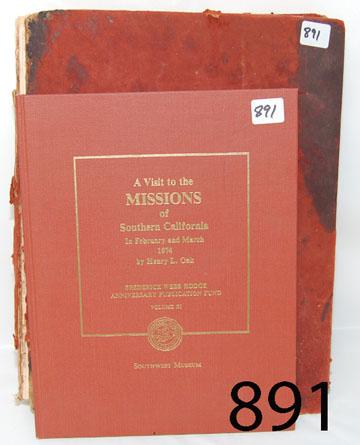 891
891
A Visit to the
MISSIONS
of
Southern California
In February and March
1874
by Henry L. Oak
FREDERICK WEBB HODGE
ANNIVERSARY PUBLICATION FUND
VOLUME XI
SOUTHWEST MUSEUM
891